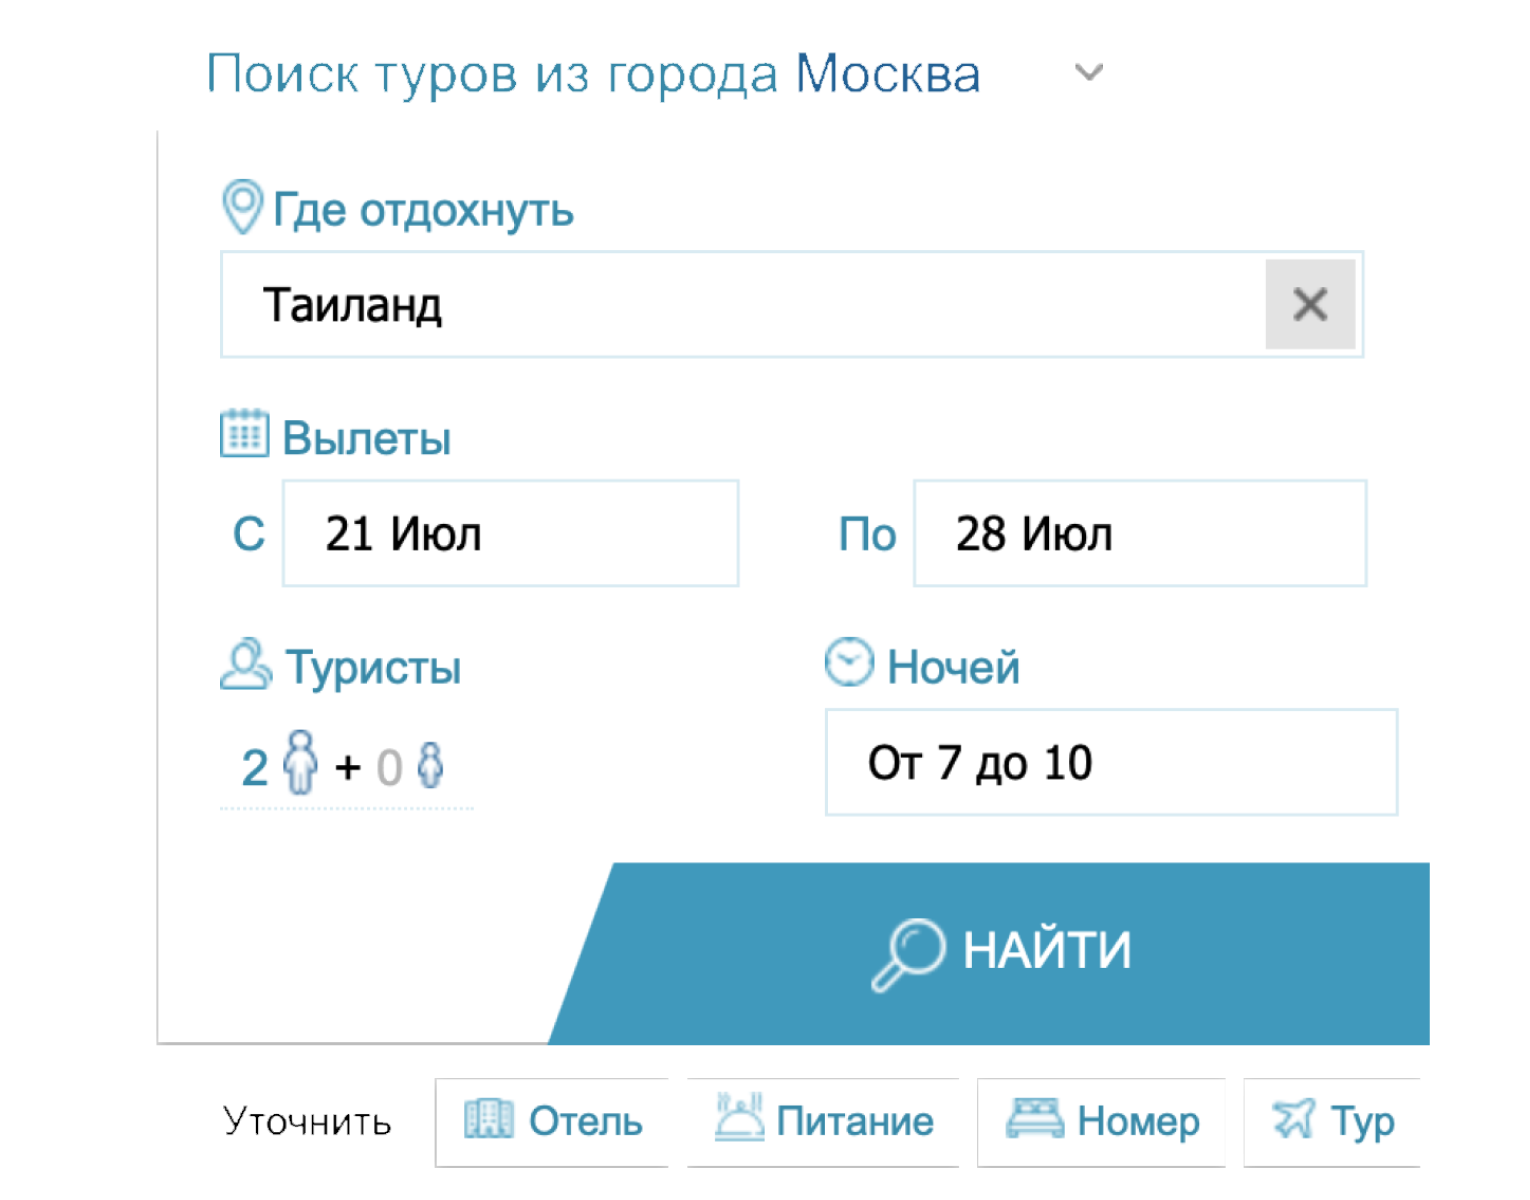 Поиск туров из города Москва
Где отдохнуть
Таиланд
Вылеты
С 21 Июл По 28 Июл
Туристы Ночей
2 + 0 От 7 до 10
НАЙТИ
Уточнить Отель Питание Номер Тур